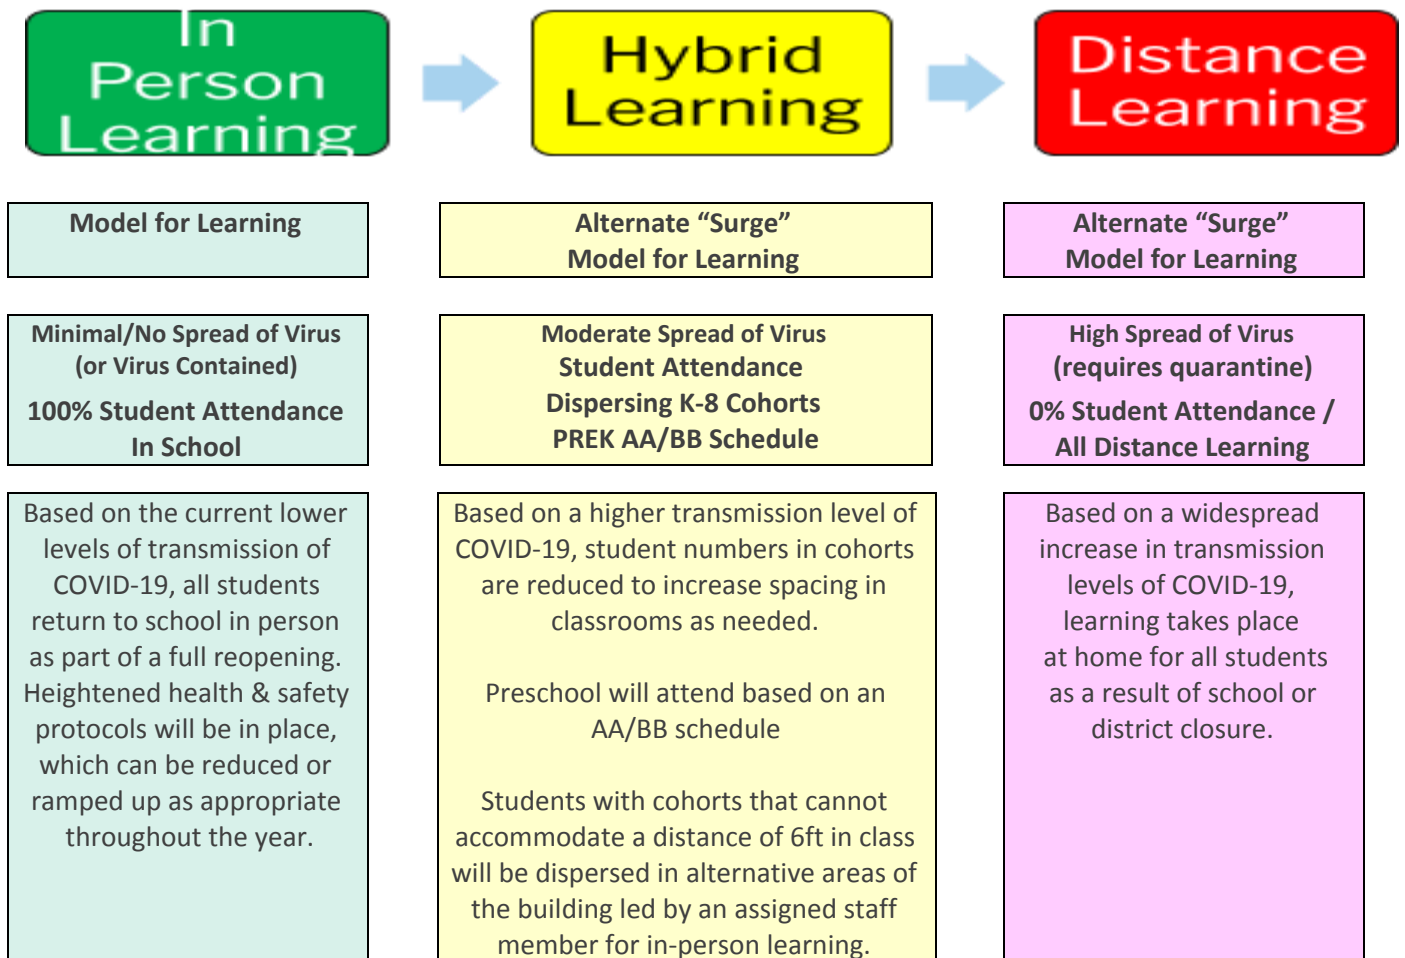 In
Person
Learning
Hybrid
Learning
Distance
Learning
Model for Learning
Alternate “Surge”
Model for Learning
Alternate “Surge”
Model for Learning
Minimal/No Spread of Virus
(or Virus Contained)
100% Student Attendance
In School
Moderate Spread of Virus
Student Attendance
Dispersing K-8 Cohorts
PREK AA/BB Schedule
High Spread of Virus
(requires quarantine)
0% Student Attendance /
All Distance Learning
Based on the current lower
levels of transmission of
COVID-19, all students
return to school in person
as part of a full reopening.
Heightened health & safety
protocols will be in place,
which can be reduced or
ramped up as appropriate
throughout the year.
Based on a higher transmission level of
COVID-19, student numbers in cohorts
are reduced to increase spacing in
classrooms as needed.
Preschool will attend based on an
AA/BB schedule
Students with cohorts that cannot
accommodate a distance of 6ft in class
will be dispersed in alternative areas of
the building led by an assigned staff
member for in-person learning.
Based on a widespread
increase in transmission
levels of COVID-19,
learning takes place
at home for all students
as a result of school or
district closure.